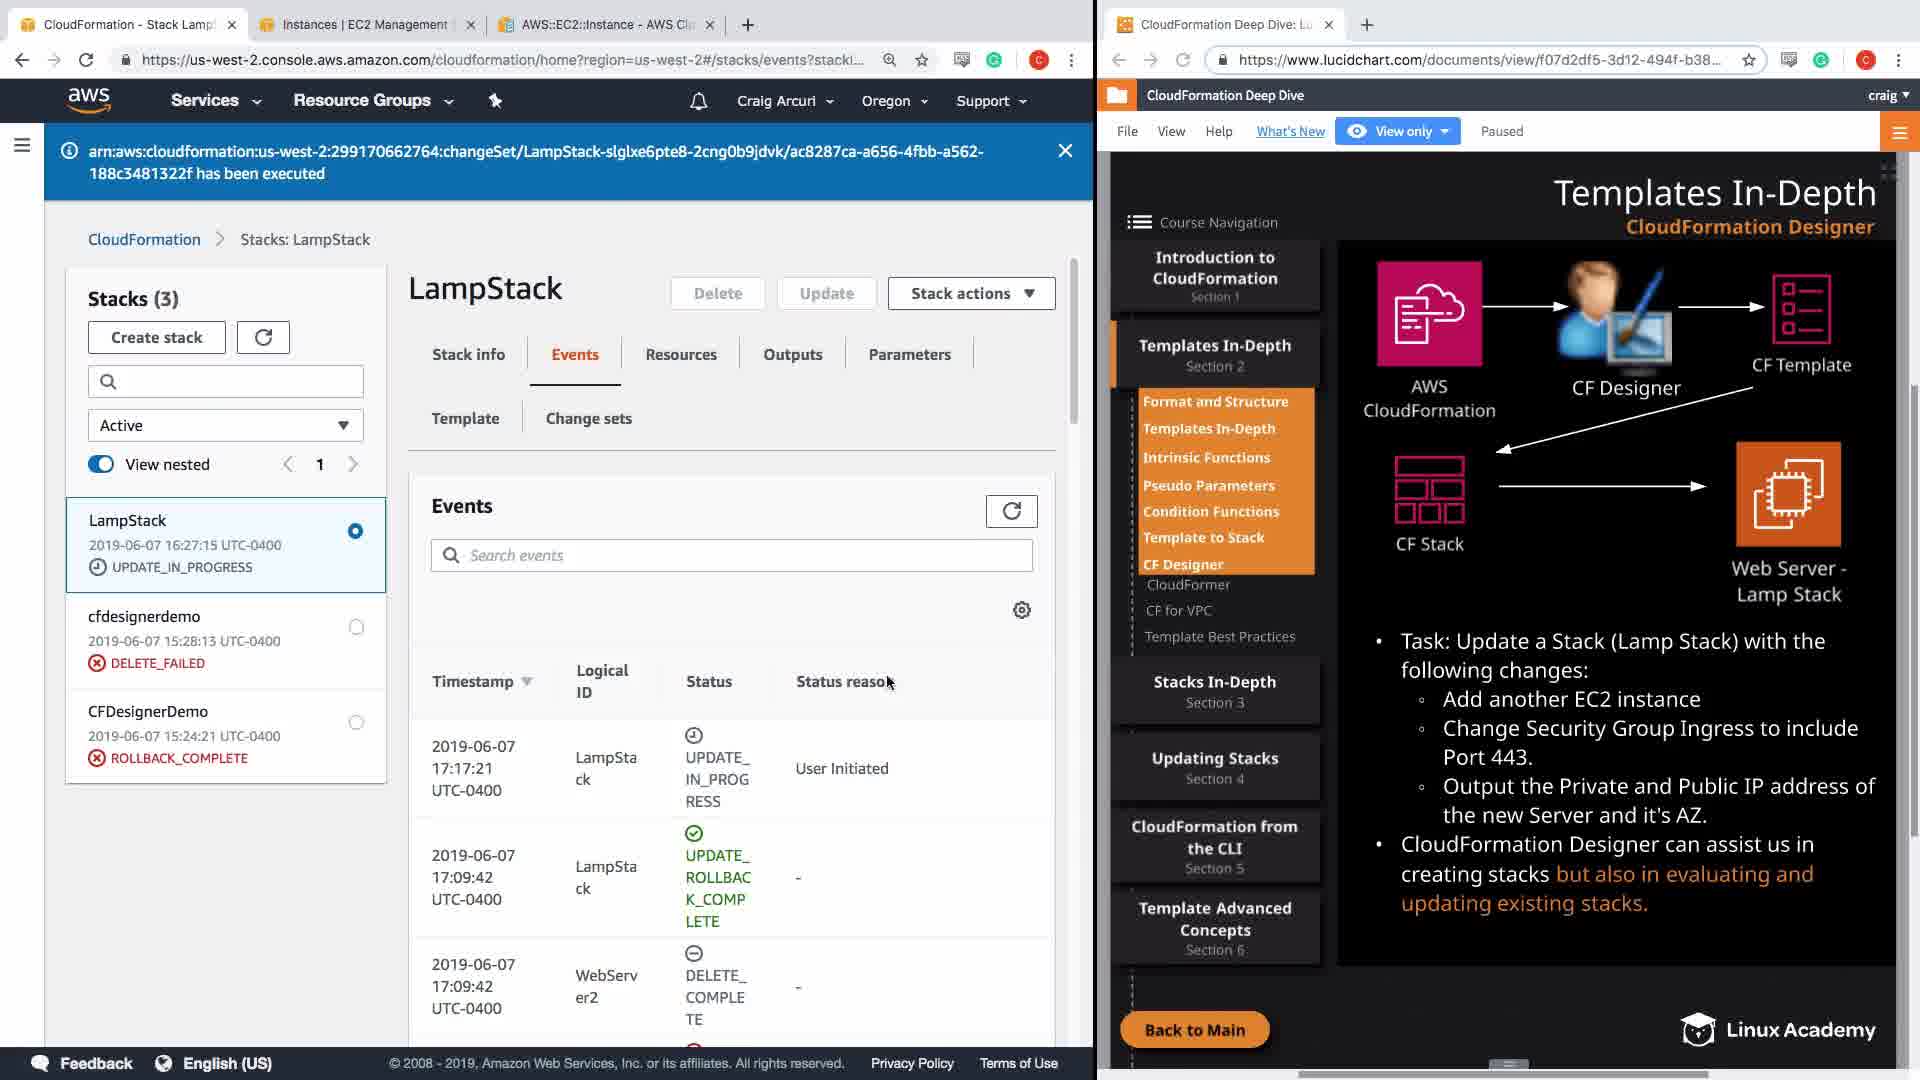 CloudFormation - Stack Lamp
Instances | EC2 Management
AWS::EC2::Instance - AWS Cl
https://us-west-2.console.aws.amazon.com/cloudformation/home?region=us-west-2#/stacks/events?stacki...
C
aws
Services
Resource Groups
Craig Arcuri
Oregon
Support
arn:aws:cloudformation:us-west-2:299170662764:changeSet/LampStack-slglxe6pte8-2cng0b9jdvk/ac8287ca-a656-4fbb-a562-
188c3481322f has been executed
CloudFormation
Stacks: LampStack
Stacks (3)
Create stack
Active
View nested
1
LampStack
2019-06-07 16:27:15 UTC-0400
UPDATE_IN_PROGRESS
cfdesignerdemo
2019-06-07 15:28:13 UTC-0400
DELETE_FAILED
CFDesignerDemo
2019-06-07 15:24:21 UTC-0400
ROLLBACK_COMPLETE
LampStack
Delete
Update
Stack actions
Stack info
Events
Resources
Outputs
Parameters
Template
Change sets
Events
Search events
Timestamp
Logical
ID
Status
Status reason
2019-06-07
17:17:21
UTC-0400
LampSta
ck
UPDATE_
IN_PROG
RESS
User Initiated
2019-06-07
17:09:42
UTC-0400
LampSta
ck
UPDATE_
ROLLBAC
K_COMP
LETE
-
2019-06-07
17:09:42
UTC-0400
WebServ
er2
DELETE_
COMPLE
TE
-
Feedback
English (US)
© 2008 - 2019, Amazon Web Services, Inc. or its affiliates. All rights reserved.
Privacy Policy
Terms of Use
CloudFormation Deep Dive: Lu
https://www.lucidchart.com/documents/view/f07d2df5-3d12-494f-b38...
C
CloudFormation Deep Dive
craig
File
View
Help
What's New
View only
Paused
Templates In-Depth
CloudFormation Designer
Course Navigation
Introduction to
CloudFormation
Section 1
Templates In-Depth
Section 2
Format and Structure
Templates In-Depth
Intrinsic Functions
Pseudo Parameters
Condition Functions
Template to Stack
CF Designer
CloudFormer
CF for VPC
Template Best Practices
Stacks In-Depth
Section 3
Updating Stacks
Section 4
CloudFormation from
the CLI
Section 5
Template Advanced
Concepts
Section 6
Back to Main
AWS
CloudFormation
CF Designer
CF Template
CF Stack
Web Server -
Lamp Stack
• Task: Update a Stack (Lamp Stack) with the
following changes:
◦ Add another EC2 instance
◦ Change Security Group Ingress to include
Port 443.
◦ Output the Private and Public IP address of
the new Server and it's AZ.
• CloudFormation Designer can assist us in
creating stacks but also in evaluating and
updating existing stacks.
Linux Academy